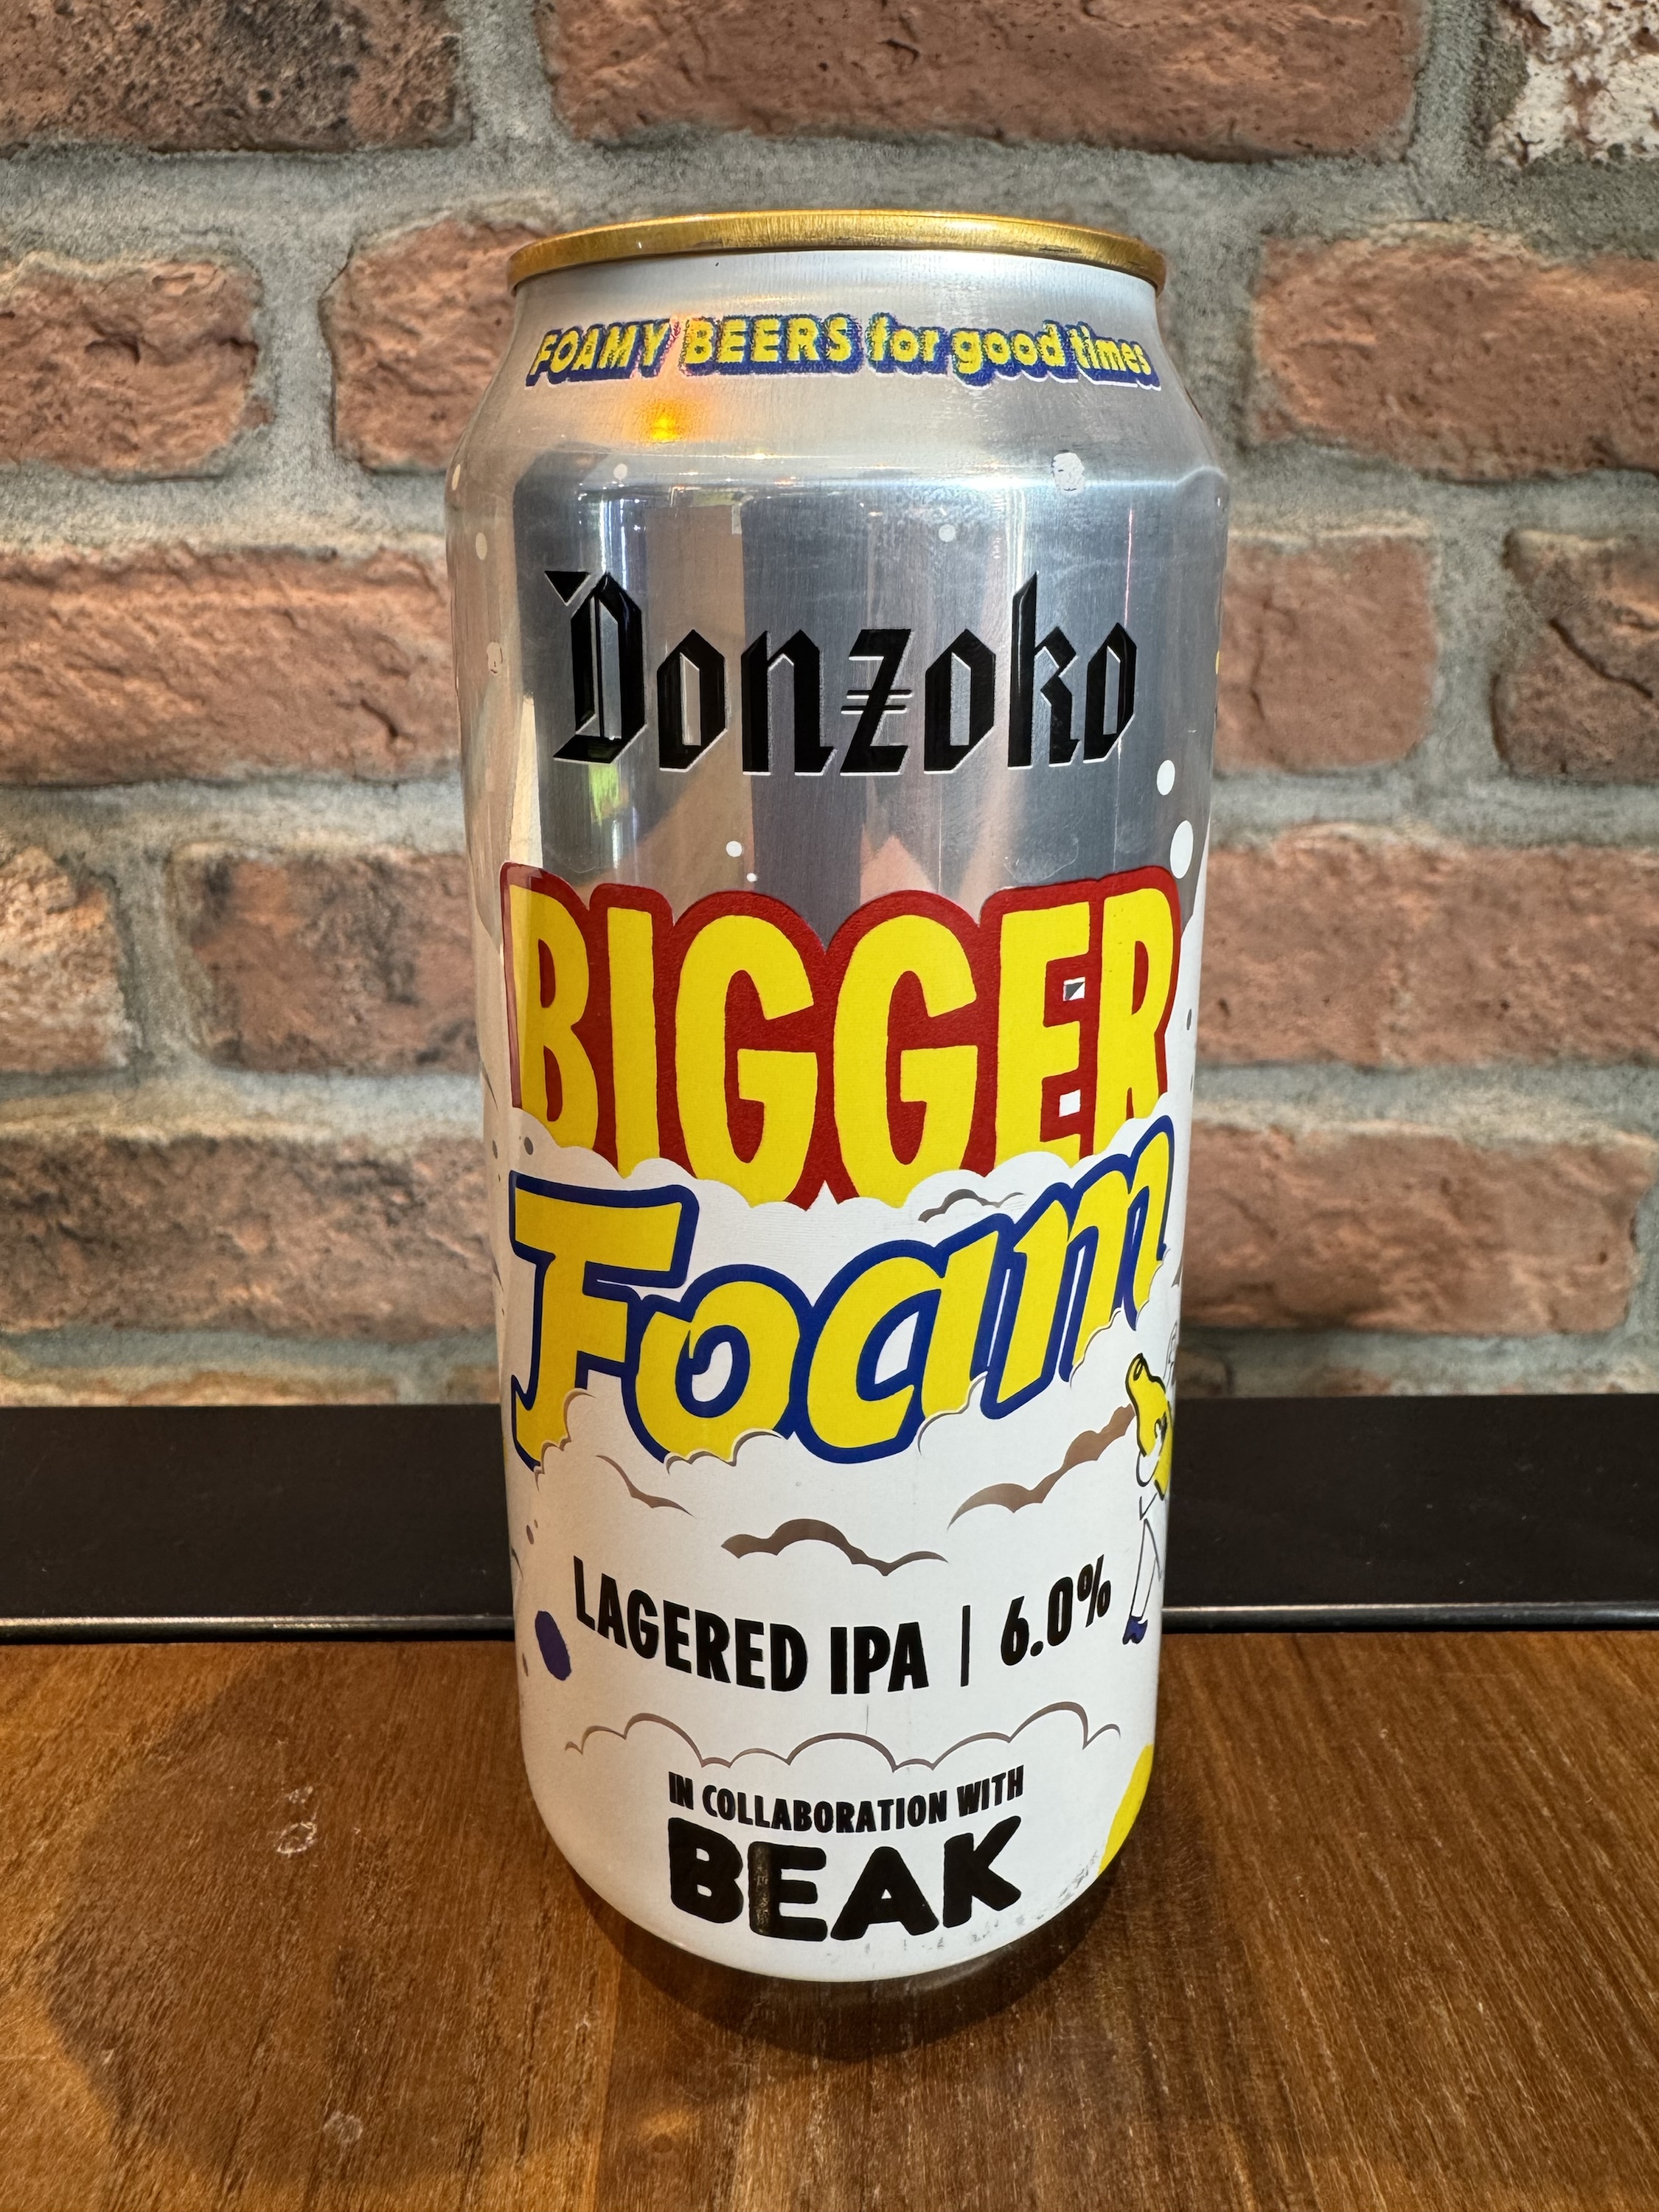 FOAMY BEERS for good times
Donzoko
BIGGER
Foam
LAGERED IPA | 6.0%
IN COLLABORATION WITH
BEAK